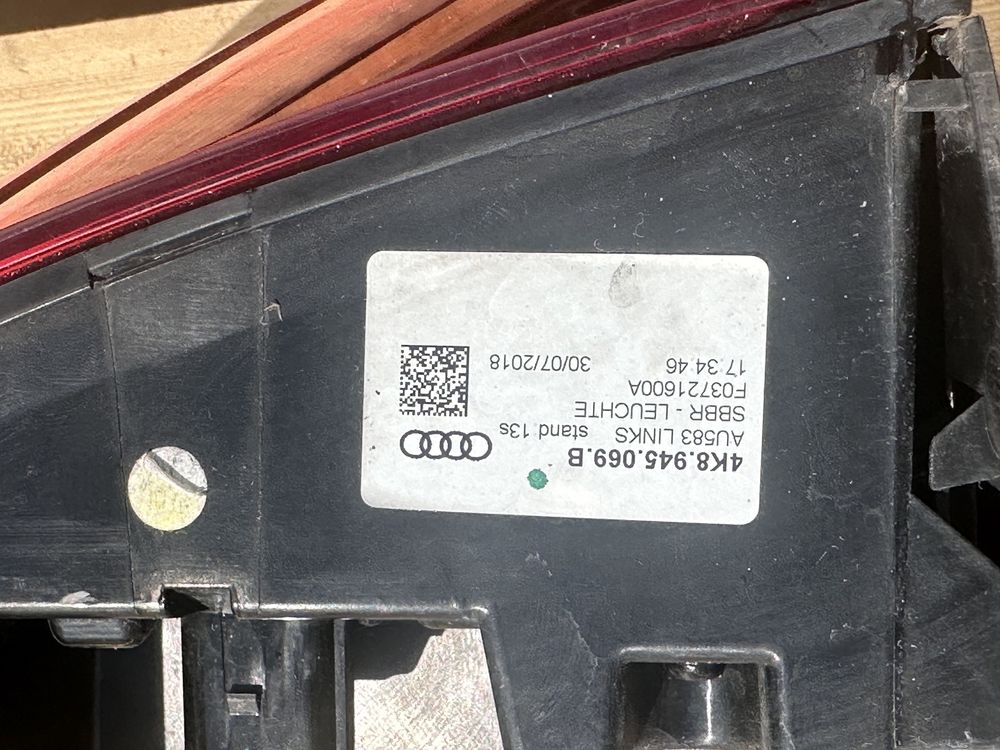 4K8.945.069.B
AU583 LINKS stand 13s
SBBR - LEUCHTE
F03721600A
17:34:46 30/07/2018